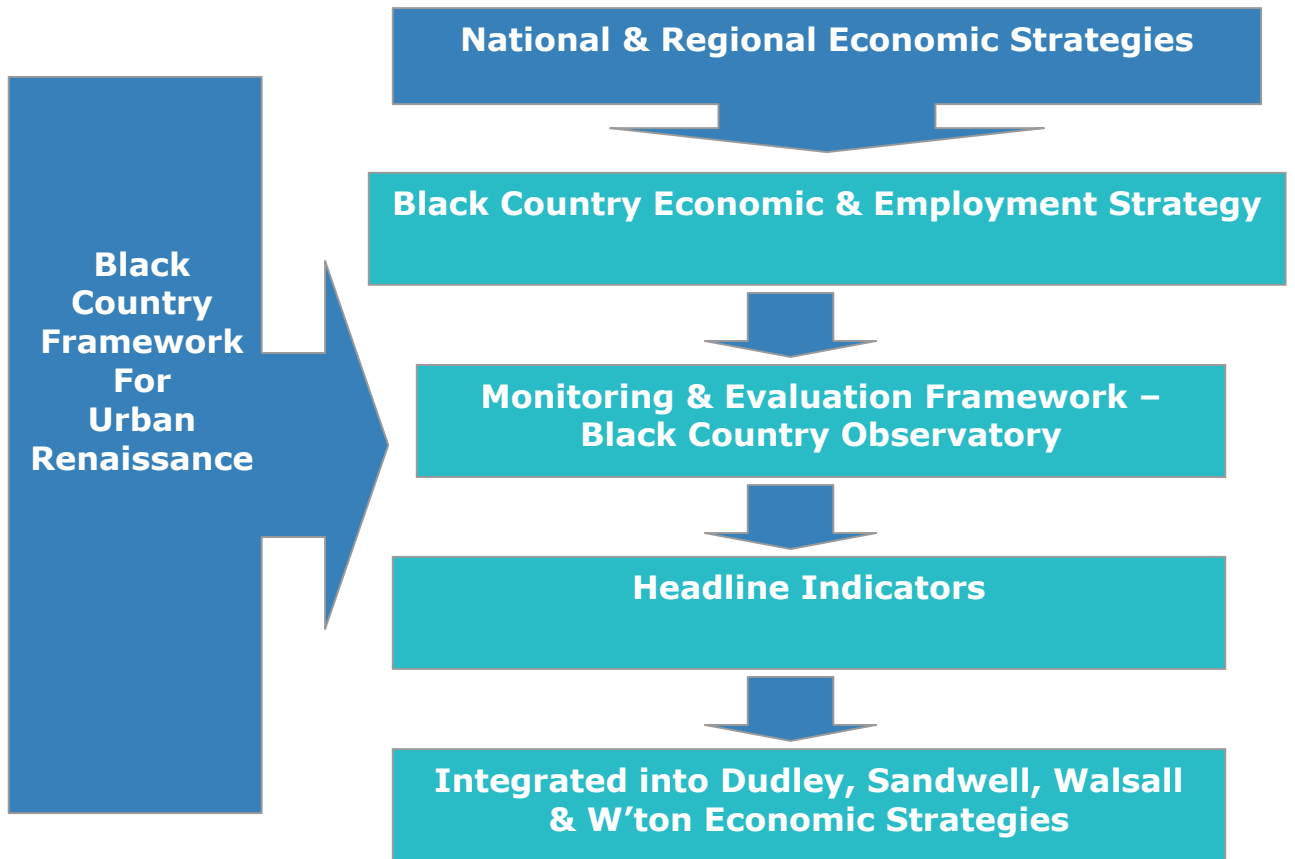 National & Regional Economic Strategies
Black Country Economic & Employment Strategy
Black
Country
Framework
For
Urban
Renaissance
Monitoring & Evaluation Framework –
Black Country Observatory
Headline Indicators
Integrated into Dudley, Sandwell, Walsall
& W’ton Economic Strategies